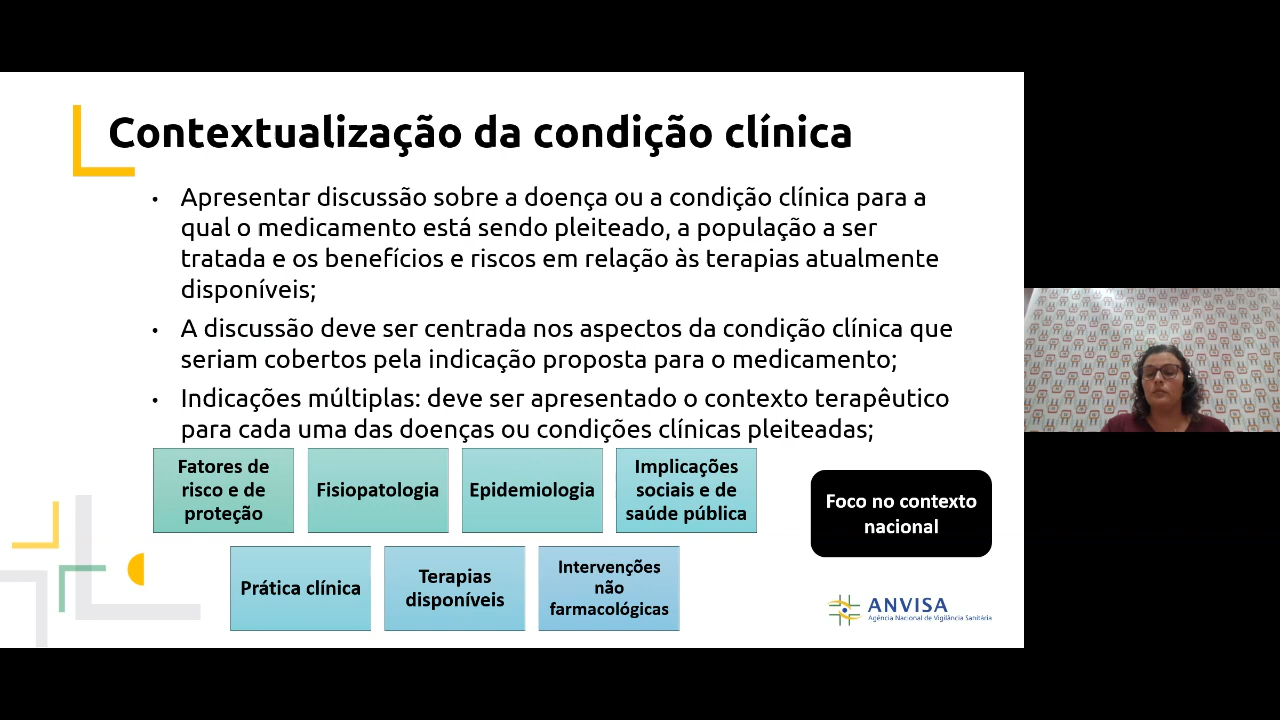 Contextualização da condição clínica
• Apresentar discussão sobre a doença ou a condição clínica para a
qual o medicamento está sendo pleiteado, a população a ser
tratada e os benefícios e riscos em relação às terapias atualmente
disponíveis;
• A discussão deve ser centrada nos aspectos da condição clínica que
seriam cobertos pela indicação proposta para o medicamento;
• Indicações múltiplas: deve ser apresentado o contexto terapêutico
para cada uma das doenças ou condições clínicas pleiteadas;
Fatores de
risco e de
proteção
Fisiopatologia
Epidemiologia
Implicações
sociais e de
saúde pública
Foco no contexto
nacional
Prática clínica
Terapias
disponíveis
Intervenções
não
farmacológicas
ANVISA
Agência Nacional de Vigilância Sanitária